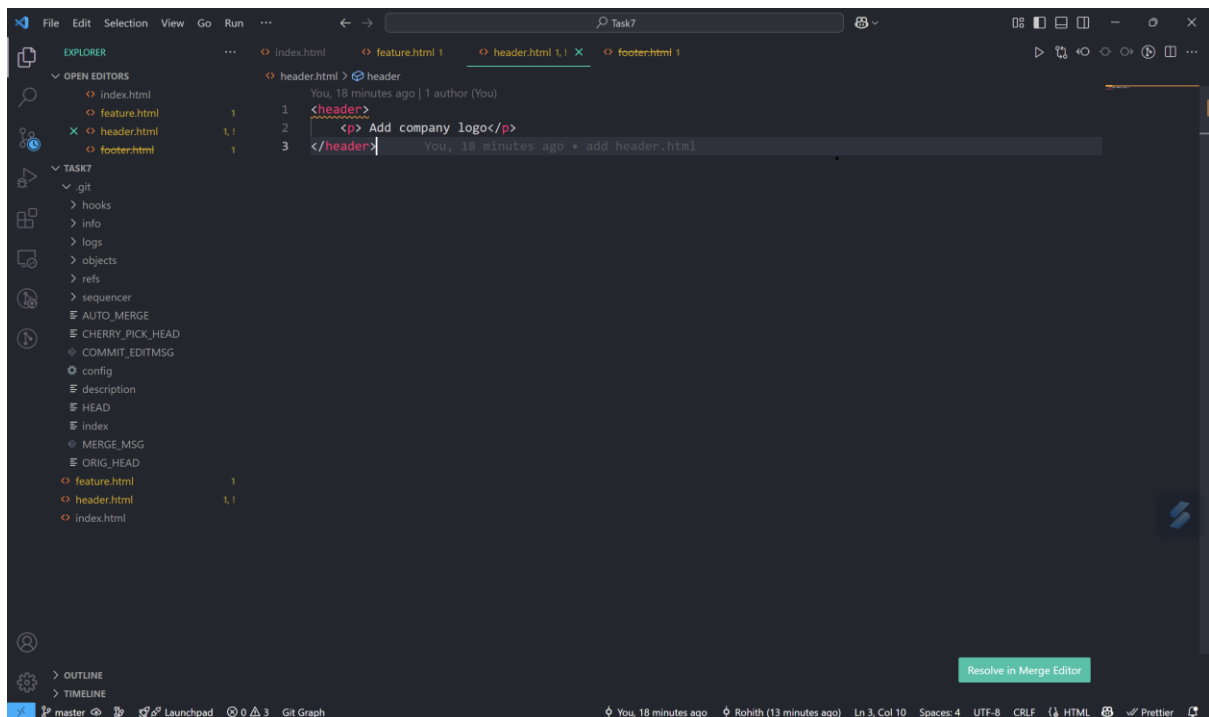 File Edit Selection View Go Run ··· Task7
EXPLORER ···
OPEN EDITORS
index.html
feature.html 1
header.html 1, !
footer.html 1
TASK7
.git
hooks
info
logs
objects
refs
sequencer
AUTO_MERGE
CHERRY_PICK_HEAD
COMMIT_EDITMSG
config
description
HEAD
index
MERGE_MSG
ORIG_HEAD
feature.html 1
header.html 1, !
index.html
OUTLINE
TIMELINE
index.html feature.html 1 header.html 1, ! footer.html 1
header.html > header
You, 18 minutes ago | 1 author (You)
1 <header>
2 <p> Add company logo</p>
3 </header> You, 18 minutes ago • add header.html
Resolve in Merge Editor
master Launchpad 0 3 Git Graph You, 18 minutes ago Rohith (13 minutes ago) Ln 3, Col 10 Spaces: 4 UTF-8 CRLF HTML Prettier